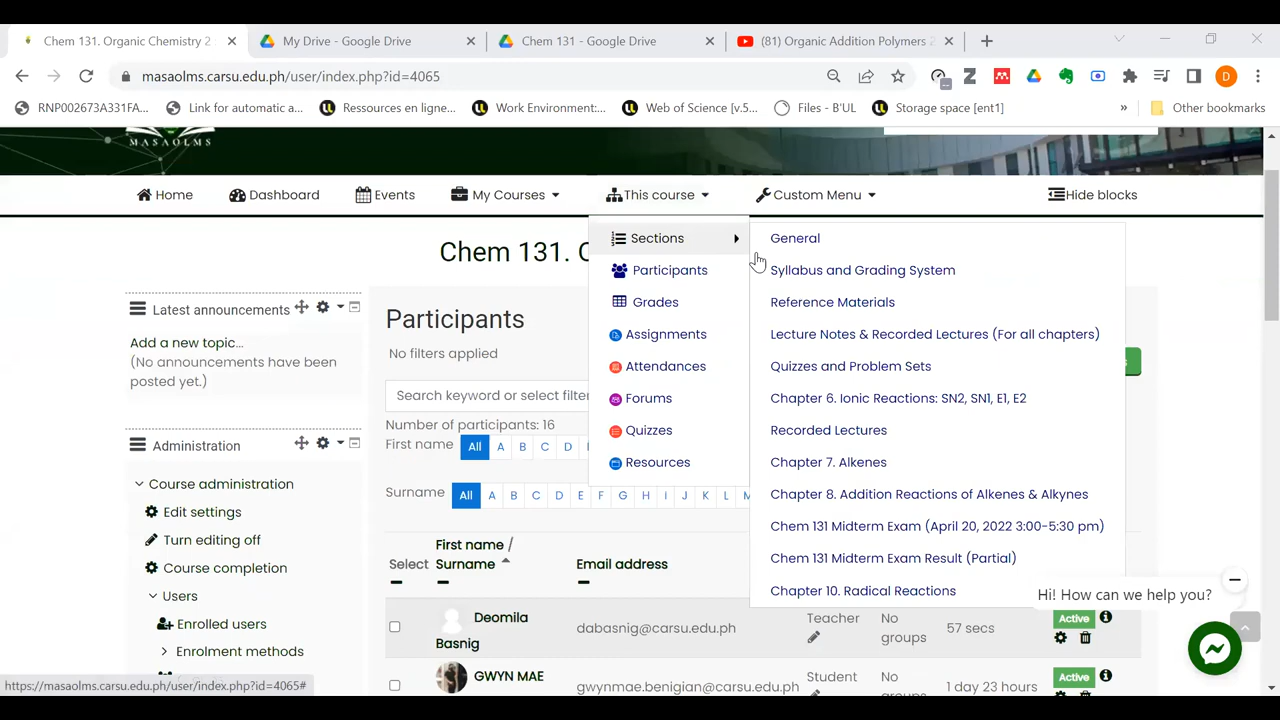 Chem 131. Organic Chemistry 2
My Drive - Google Drive
Chem 131 - Google Drive
(81) Organic Addition Polymers 2
masaolms.carsu.edu.ph/user/index.php?id=4065
D
RNP002673A331FA...
Link for automatic a...
Ressources en ligne...
Work Environment:...
Web of Science [v.5...
Files - B'UL
Storage space [ent1]
»
Other bookmarks
MASAOLMS
Home
Dashboard
Events
My Courses
This course
Custom Menu
Hide blocks
Sections
Participants
Grades
Assignments
Attendances
Forums
Quizzes
Resources
General
Syllabus and Grading System
Reference Materials
Lecture Notes & Recorded Lectures (For all chapters)
Quizzes and Problem Sets
Chapter 6. Ionic Reactions: SN2, SN1, E1, E2
Recorded Lectures
Chapter 7. Alkenes
Chapter 8. Addition Reactions of Alkenes & Alkynes
Chem 131 Midterm Exam (April 20, 2022 3:00-5:30 pm)
Chem 131 Midterm Exam Result (Partial)
Chapter 10. Radical Reactions
Chem 131.
Latest announcements
Add a new topic...
(No announcements have been
posted yet.)
Administration
Course administration
Edit settings
Turn editing off
Course completion
Users
Enrolled users
Enrolment methods
Participants
No filters applied
Search keyword or select filter
Number of participants: 16
First name All A B C D
Surname All A B C D E F G H I J K L M
Select
First name /
Surname
Email address
Deomila
Basnig
dabasnig@carsu.edu.ph
Teacher
No
groups
57 secs
Active
GWYN MAE
gwynmae.benigian@carsu.edu.ph
Student
No
groups
1 day 23 hours
Active
Hi! How can we help you?
https://masaolms.carsu.edu.ph/user/index.php?id=4065#